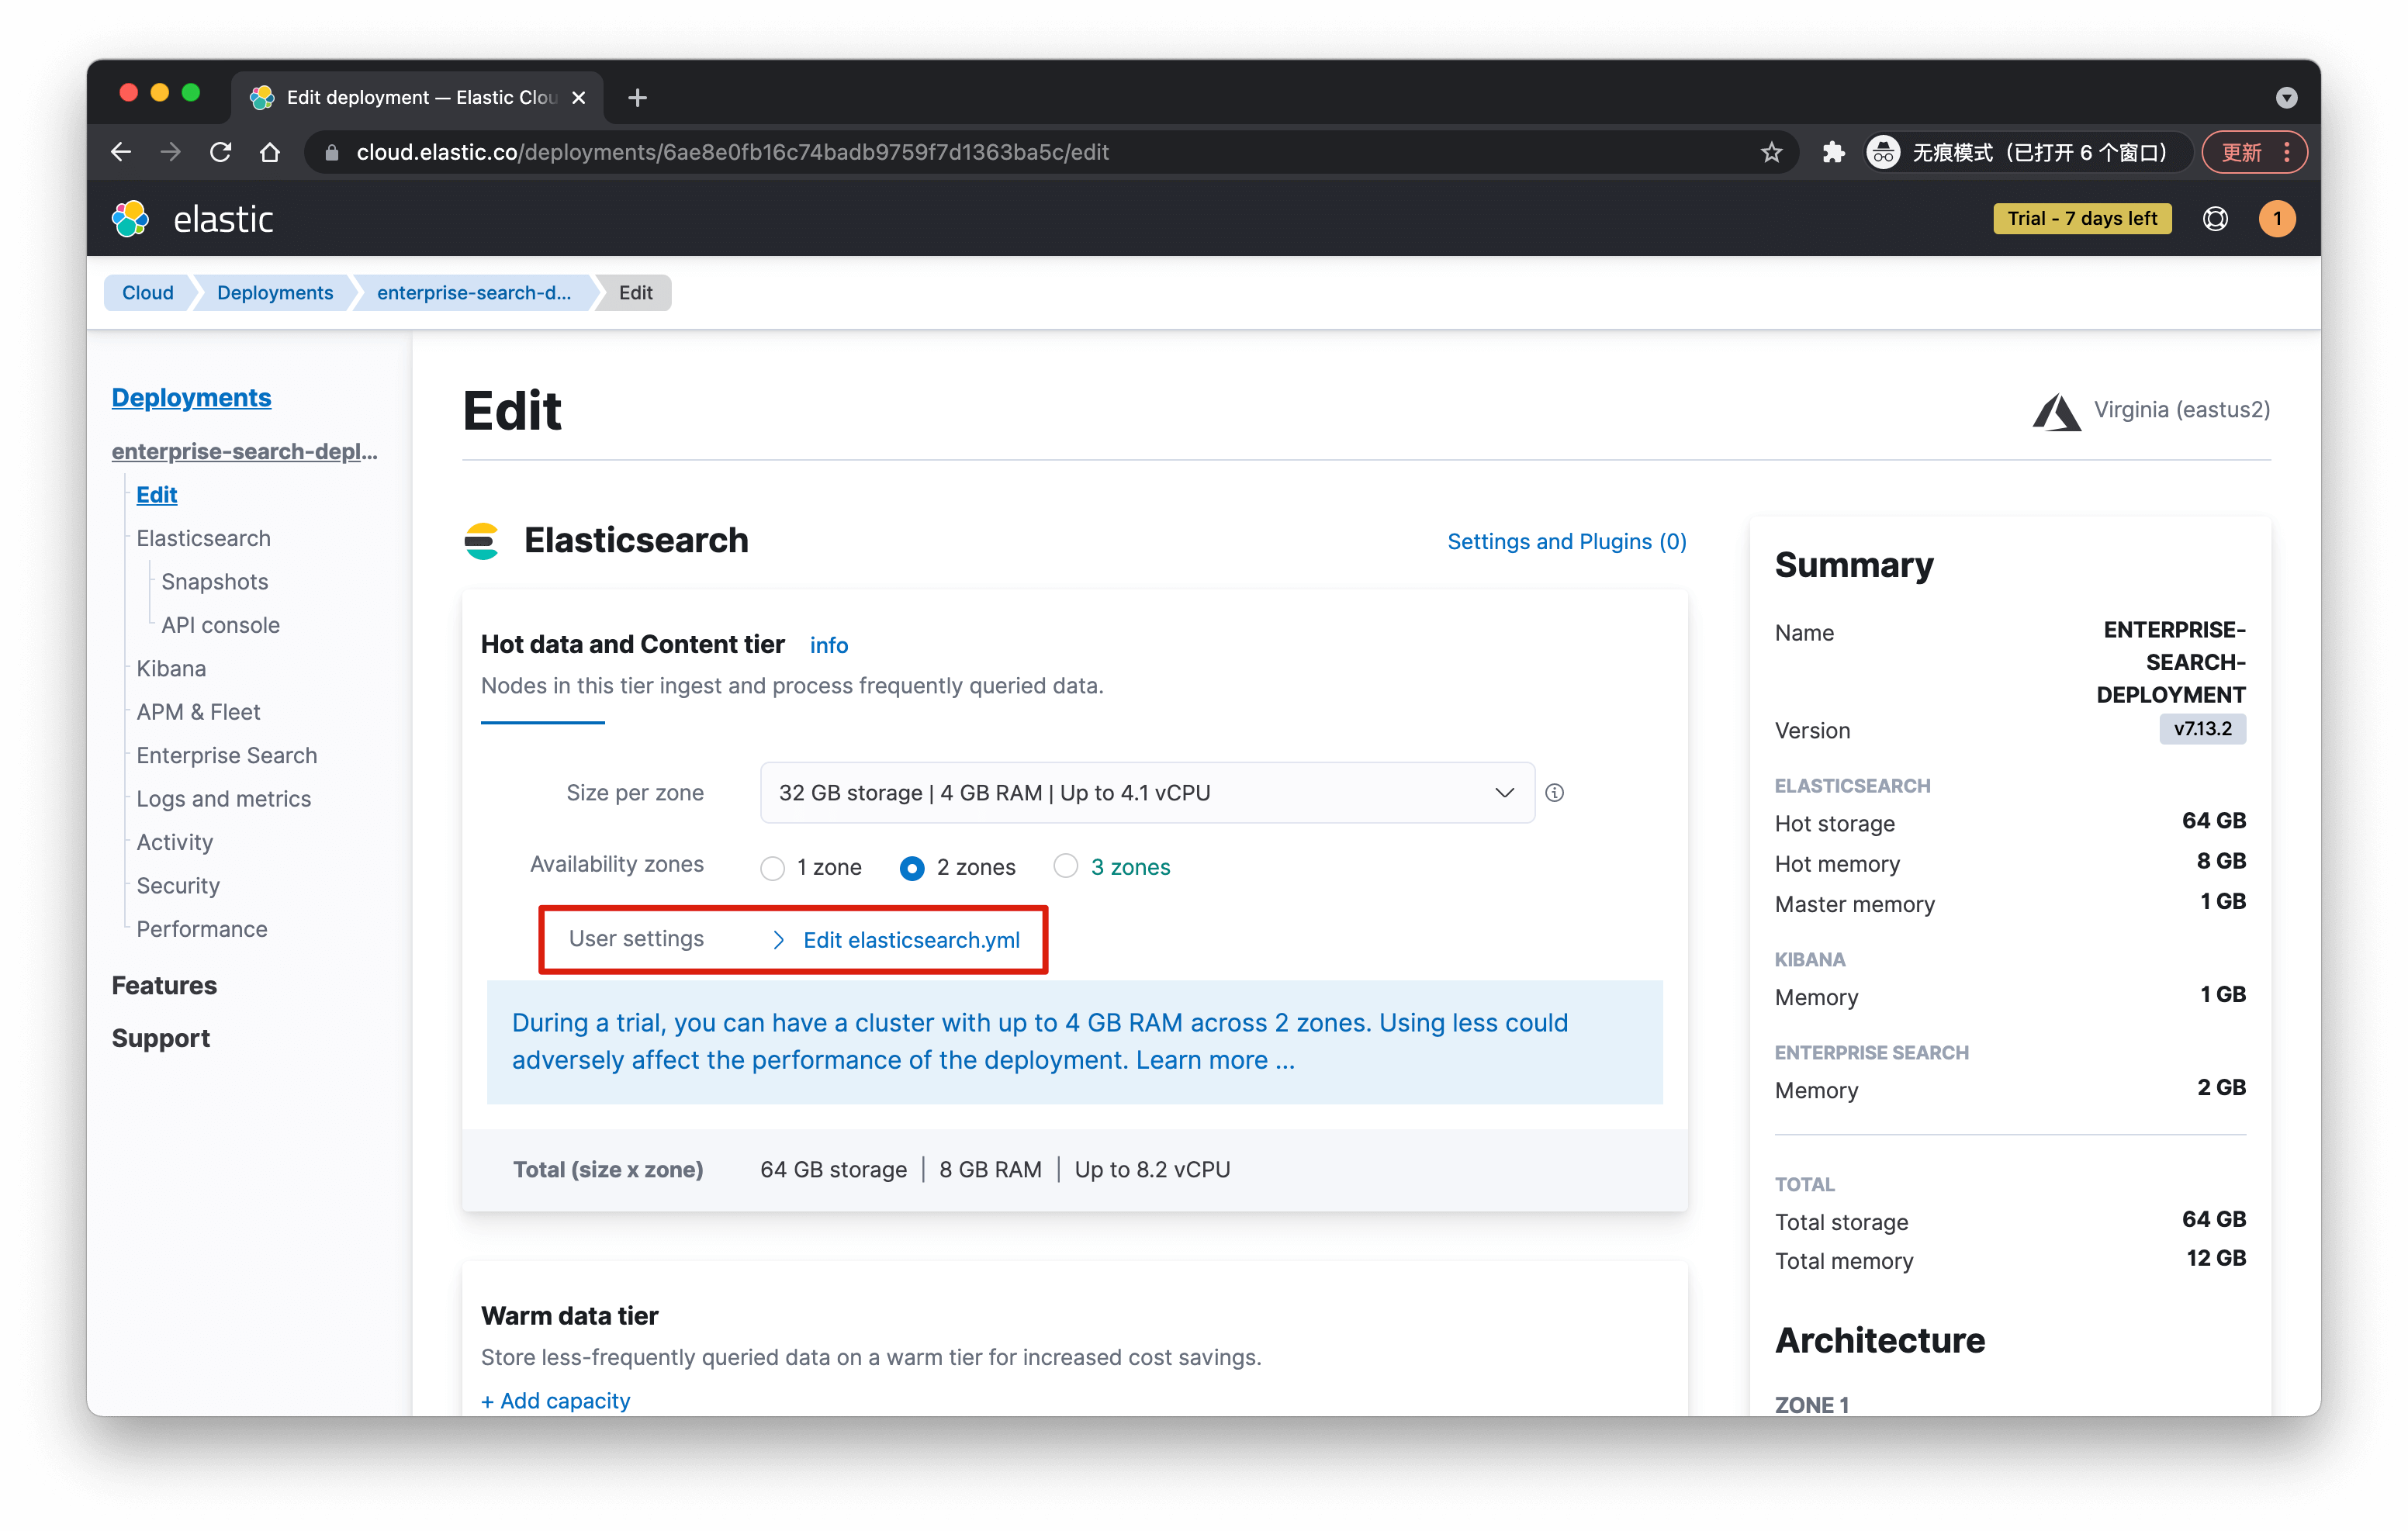 Edit deployment — Elastic Clou
cloud.elastic.co/deployments/6ae8e0fb16c74badb9759f7d1363ba5c/edit
无痕模式（已打开 6 个窗口）
更新
elastic
Trial - 7 days left
1
Cloud
Deployments
enterprise-search-d...
Edit
Deployments
enterprise-search-depl...
Edit
Elasticsearch
Snapshots
API console
Kibana
APM & Fleet
Enterprise Search
Logs and metrics
Activity
Security
Performance
Features
Support
Edit
Virginia (eastus2)
Elasticsearch
Settings and Plugins (0)
Hot data and Content tier info
Nodes in this tier ingest and process frequently queried data.
Size per zone
32 GB storage | 4 GB RAM | Up to 4.1 vCPU
Availability zones
1 zone
2 zones
3 zones
User settings
Edit elasticsearch.yml
During a trial, you can have a cluster with up to 4 GB RAM across 2 zones. Using less could
adversely affect the performance of the deployment. Learn more ...
Total (size x zone)
64 GB storage | 8 GB RAM | Up to 8.2 vCPU
Warm data tier
Store less-frequently queried data on a warm tier for increased cost savings.
+ Add capacity
Summary
Name
ENTERPRISE-
SEARCH-
DEPLOYMENT
Version v7.13.2
ELASTICSEARCH
Hot storage 64 GB
Hot memory 8 GB
Master memory 1 GB
KIBANA
Memory 1 GB
ENTERPRISE SEARCH
Memory 2 GB
TOTAL
Total storage 64 GB
Total memory 12 GB
Architecture
ZONE 1